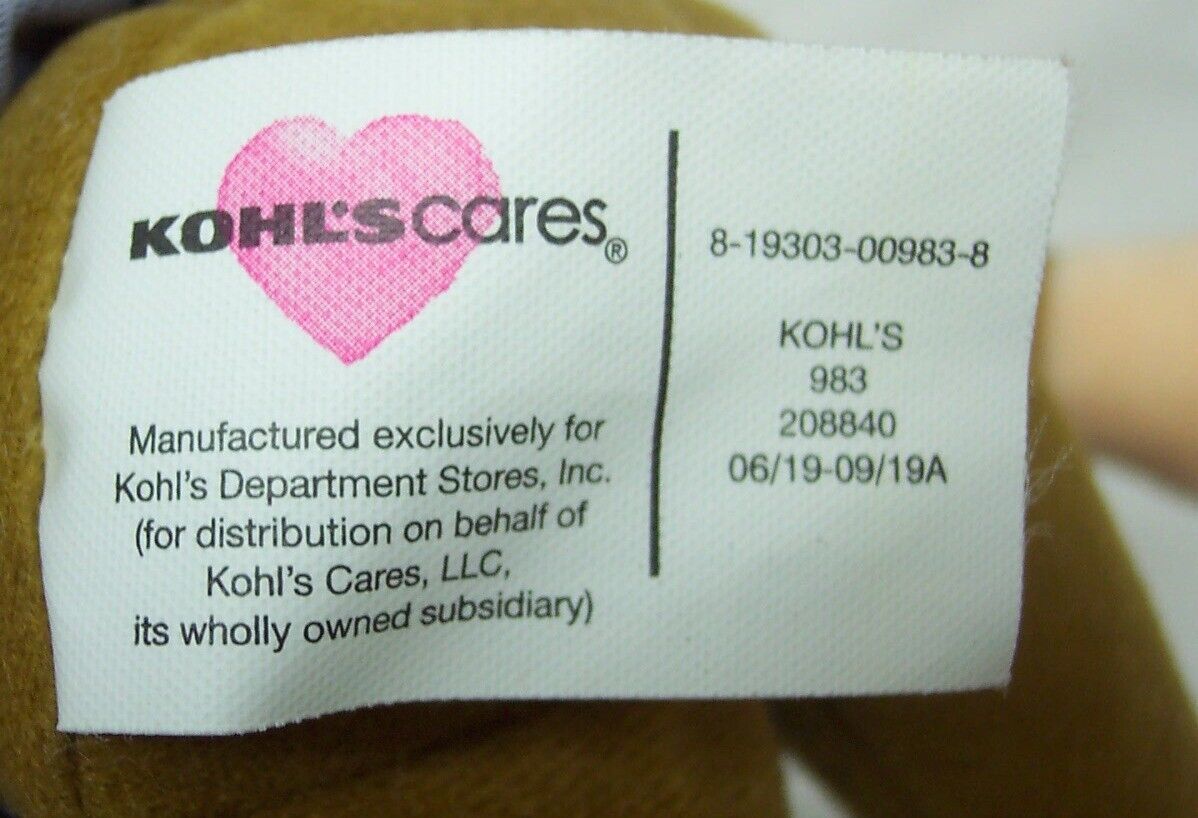 KOHL'S cares®
Manufactured exclusively for
Kohl's Department Stores, Inc.
(for distribution on behalf of
Kohl's Cares, LLC,
its wholly owned subsidiary)
8-19303-00983-8
KOHL'S
983
208840
06/19-09/19A